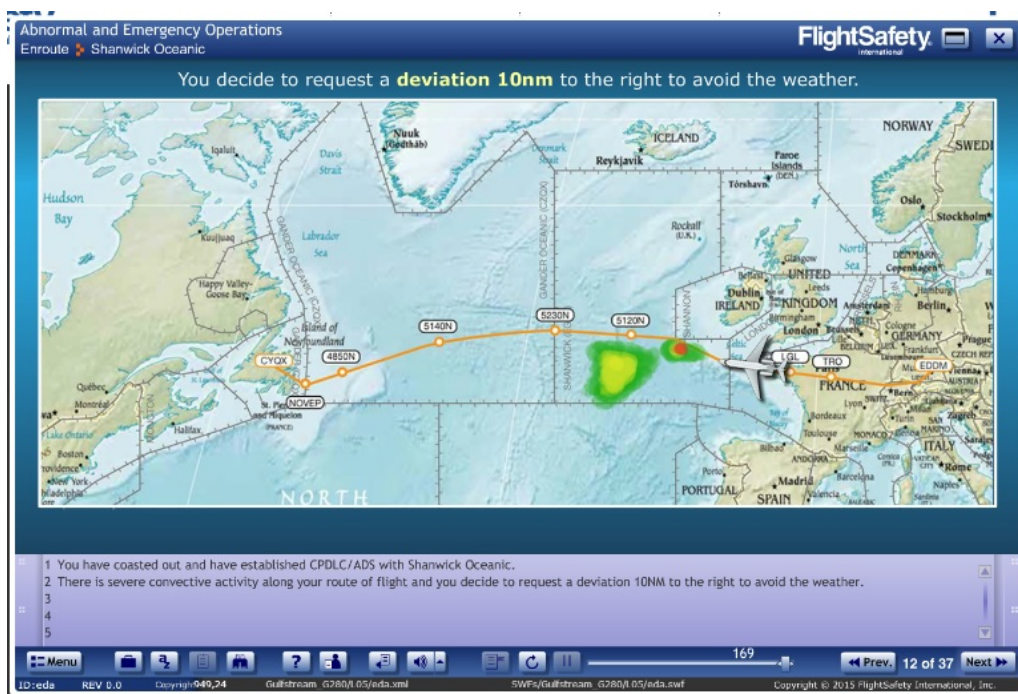 Abnormal and Emergency Operations
Enroute Shanwick Oceanic
FlightSafety
international
You decide to request a deviation 10nm to the right to avoid the weather.
Nuuk
(Godthåb)
Iqaluit
Davis
Strait
Denmark
Strait
ICELAND
Reykjavik
NORWAY
Faroe
Islands
(DEN.)
Tórshavn
Hudson
Bay
Oslo
Stockholm
Kuujjuaq
Labrador
Sea
GANDER OCEANIC (CZQX)
GANDER OCEANIC (CZQX)
Rockall
(U.K.)
North
Sea
DENMARK
Copenhagen
Happy Valley-
Goose Bay
Glasgow
UNITED
KINGDOM
Belfast
Leeds
Dublin
IRELAND
Birmingham
London
Amsterdam
Hamburg
Berlin
Island of
Newfoundland
5140N
5230N
5120N
SHANNON
Celtic
Sea
Brussels
Cologne
GERMANY
Prague
CYQX
4850N
LGL
TRO
Paris
FRANCE
Frankfurt
EDDM
CZECH REP
Vienna
AUSTRIA
NOVEP
Québec
Montréal
St. Pierre
and Miquelon
(FRANCE)
Bern
Lyon
Halifax
Bay of
Bordeaux
Toulouse
MONACO
ITALY
Boston
New York
Philadelphia
Bilbao
ANDORRA
Marseille
Barcelona
Rome
Naples
Porto
PORTUGAL
Madrid
SPAIN
Valencia
NORTH
1 You have coasted out and have established CPDLC/ADS with Shanwick Oceanic.
2 There is severe convective activity along your route of flight and you decide to request a deviation 10NM to the right to avoid the weather.
3
4
5
Menu
169
Prev.
12 of 37
Next
ID:eda
REV 0.0
949,24
Gulfstream_G280/L05/eda.xml
SWFs/Gulfstream_G280/L05/eda.swf
Copyright © 2015 FlightSafety International, Inc.